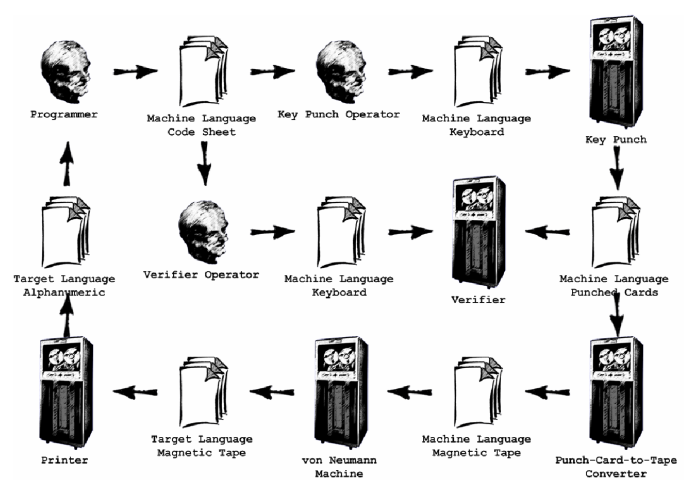 Programmer
Machine Language
Code Sheet
Key Punch Operator
Machine Language
Keyboard
Key Punch
Target Language
Alphanumeric
Verifier Operator
Machine Language
Keyboard
Verifier
Machine Language
Punched Cards
Printer
Target Language
Magnetic Tape
von Neumann
Machine
Machine Language
Magnetic Tape
Punch-Card-to-Tape
Converter